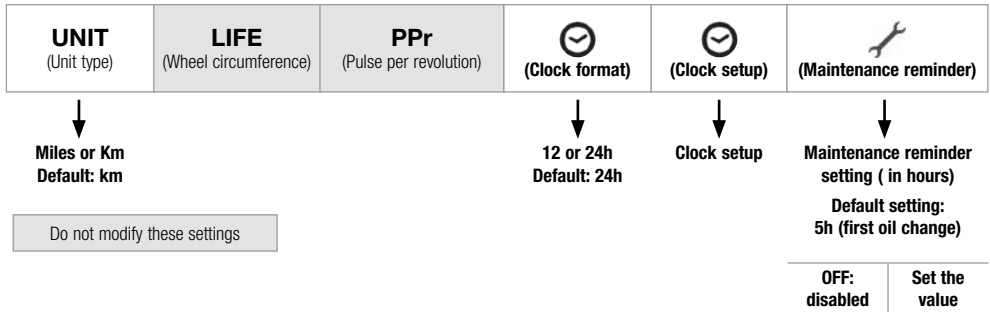 UNIT
(Unit type)
LIFE
(Wheel circumference)
PPr
(Pulse per revolution)
(Clock format)
(Clock setup)
(Maintenance reminder)
Miles or Km
Default: km
12 or 24h
Default: 24h
Clock setup
Maintenance reminder
setting ( in hours)
Default setting:
5h (first oil change)
Do not modify these settings
OFF:
disabled
Set the
value